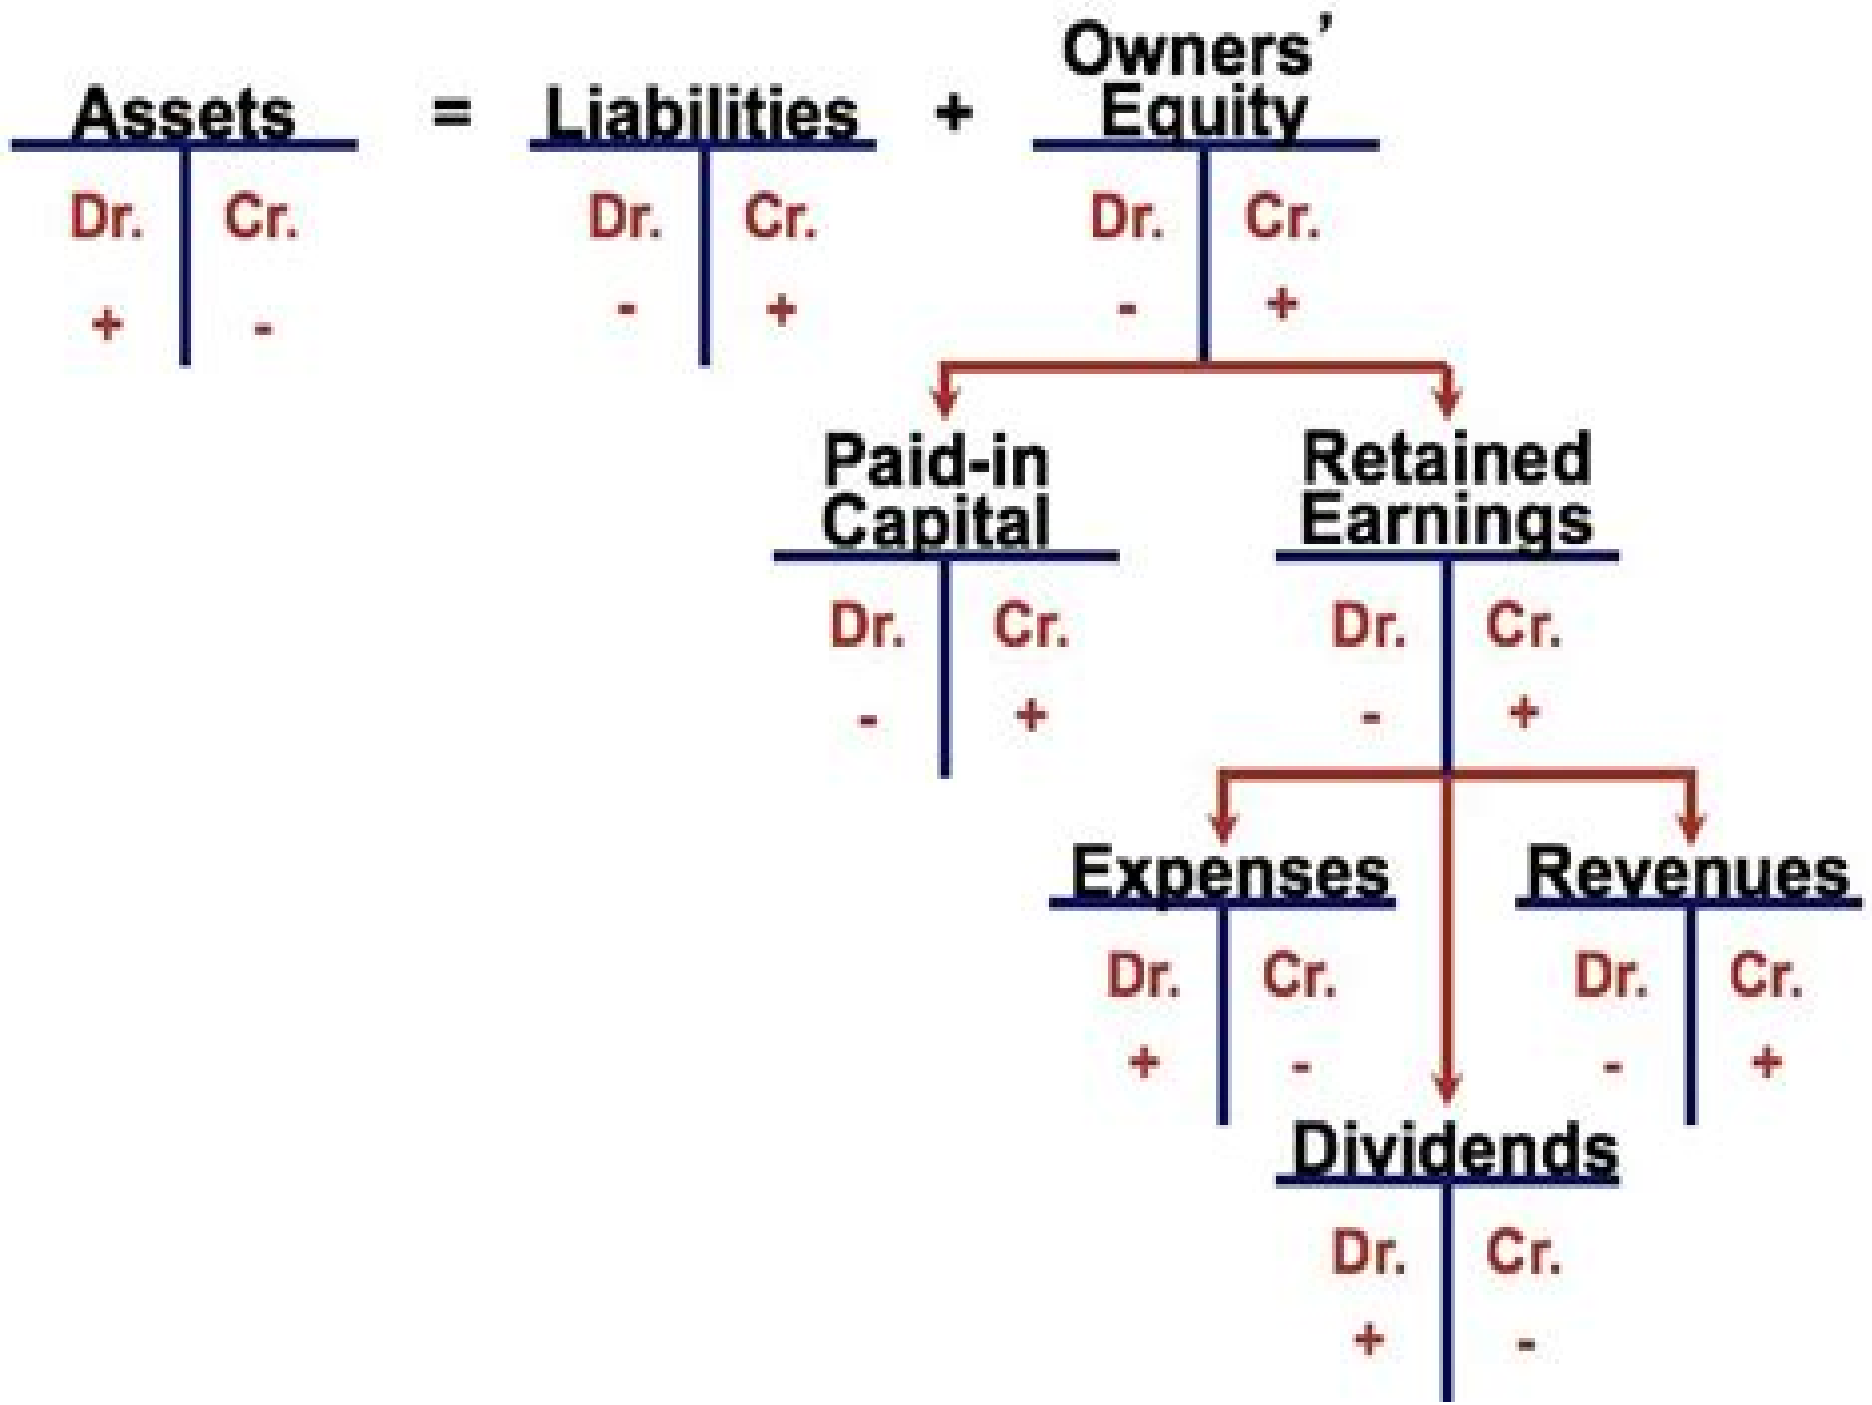 Assets = Liabilities + Owners’
Equity
Dr. Cr. Dr. Cr. Dr. Cr.
+ - - + - +
Paid-in Retained
Capital Earnings
Dr. Cr. Dr. Cr.
- + - +
Expenses Revenues
Dr. Cr. Dr. Cr.
+ - - +
Dividends
Dr. Cr.
+ -